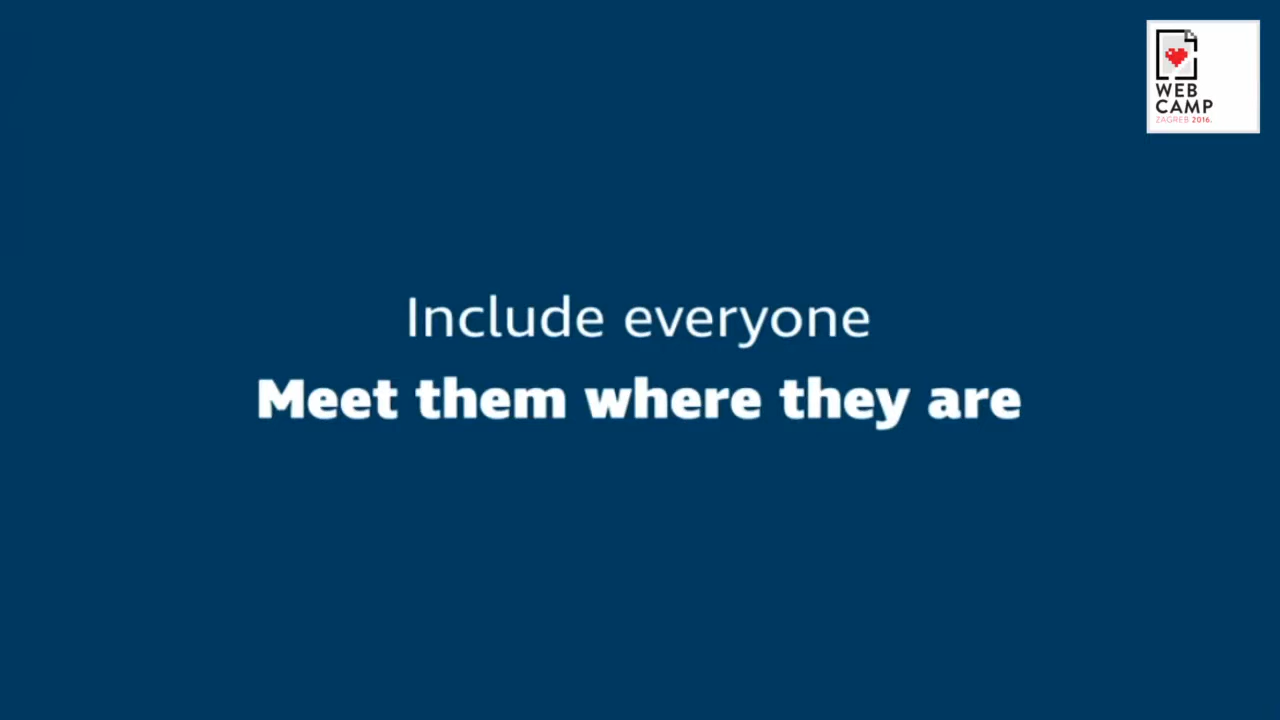 WEB
CAMP
ZAGREB 2016.
Include everyone
Meet them where they are